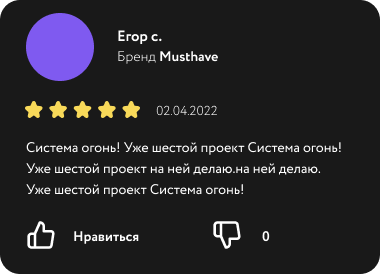 Егор с.
Бренд Musthave
02.04.2022
Система огонь! Уже шестой проект Система огонь!
Уже шестой проект на ней делаю.на ней делаю.
Уже шестой проект Система огонь!
Нравиться
0